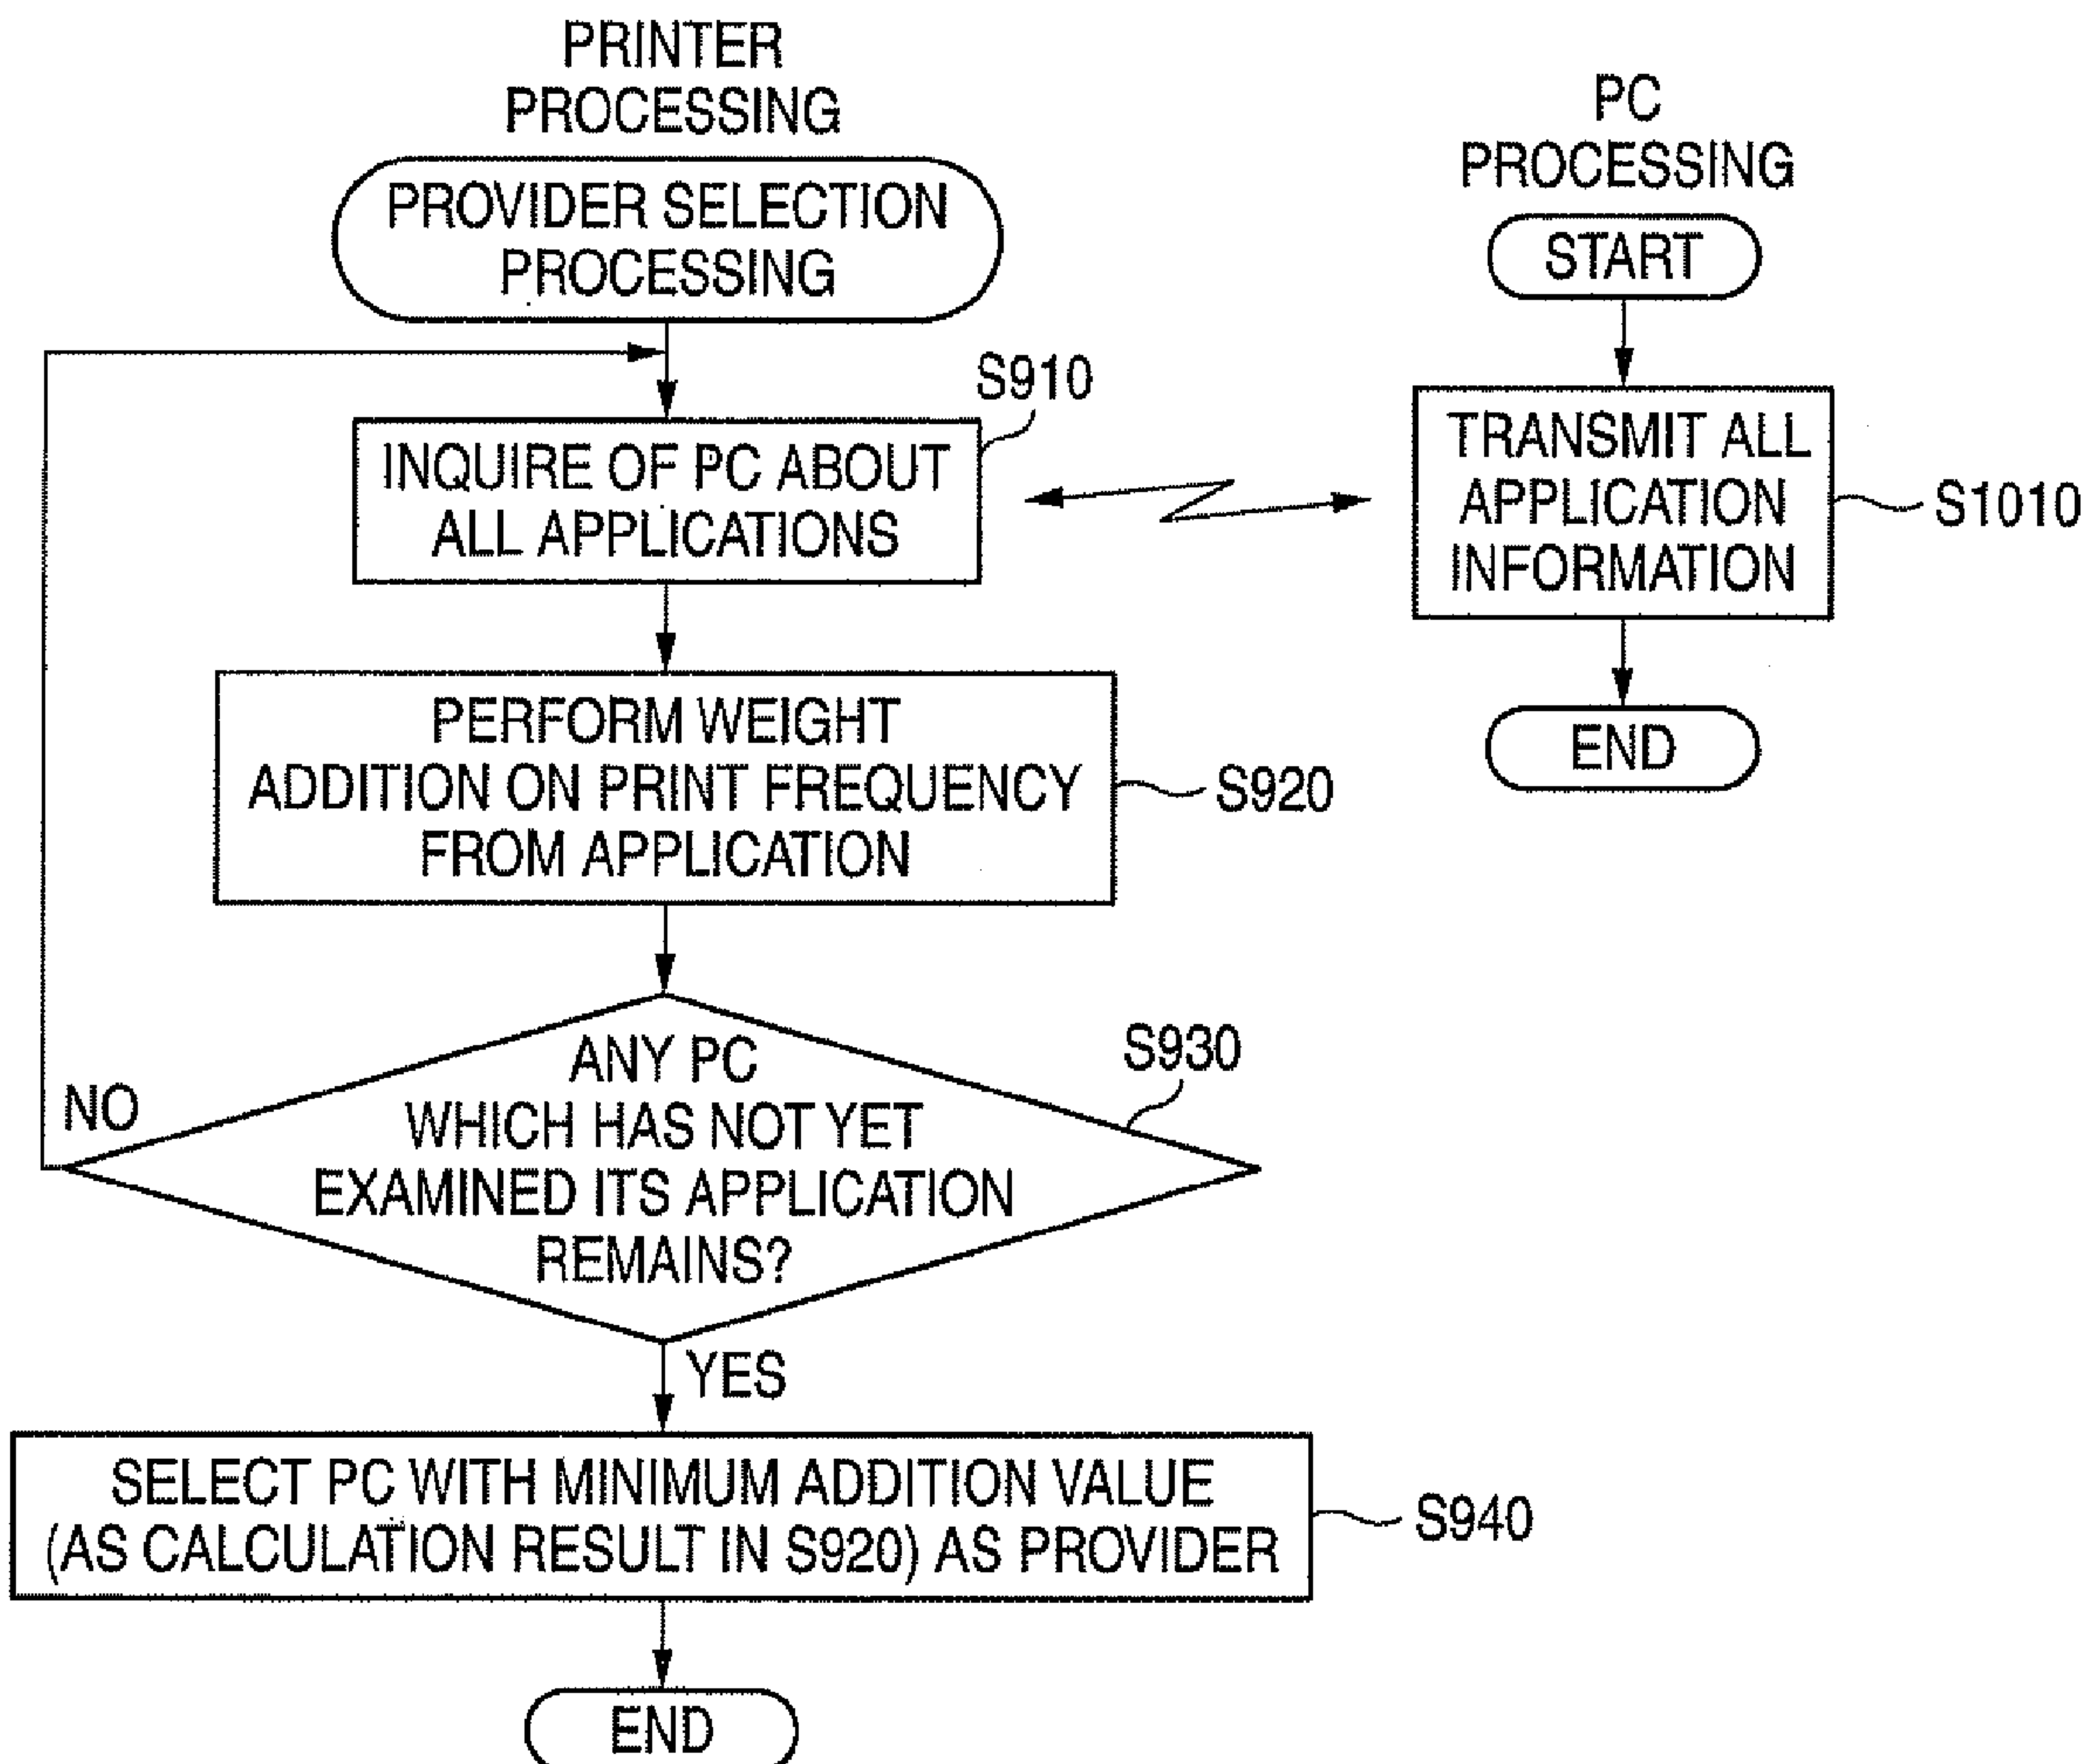 PRINTER
PROCESSING
PROVIDER SELECTION
PROCESSING
S910
INQUIRE OF PC ABOUT
ALL APPLICATIONS
PERFORM WEIGHT
ADDITION ON PRINT FREQUENCY
FROM APPLICATION
S920
ANY PC
WHICH HAS NOT YET
EXAMINED ITS APPLICATION
REMAINS?
S930
NO
YES
SELECT PC WITH MINIMUM ADDITION VALUE
(AS CALCULATION RESULT IN S920) AS PROVIDER
S940
END
PC
PROCESSING
START
TRANSMIT ALL
APPLICATION
INFORMATION
S1010
END